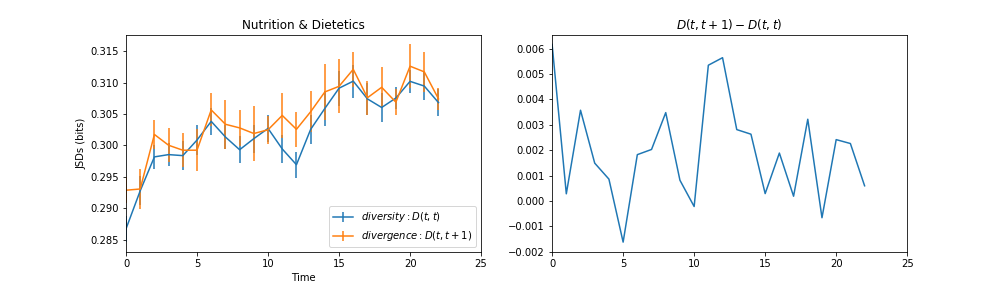 Nutrition & Dietetics
0.315
0.310
0.305
0.300
0.295
0.290
0.285
JSDs (bits)
0 5 10 15 20 25
Time
diversity: D(t, t)
divergence: D(t, t + 1)
D(t, t + 1) − D(t, t)
0.006
0.005
0.004
0.003
0.002
0.001
0.000
−0.001
−0.002
0 5 10 15 20 25